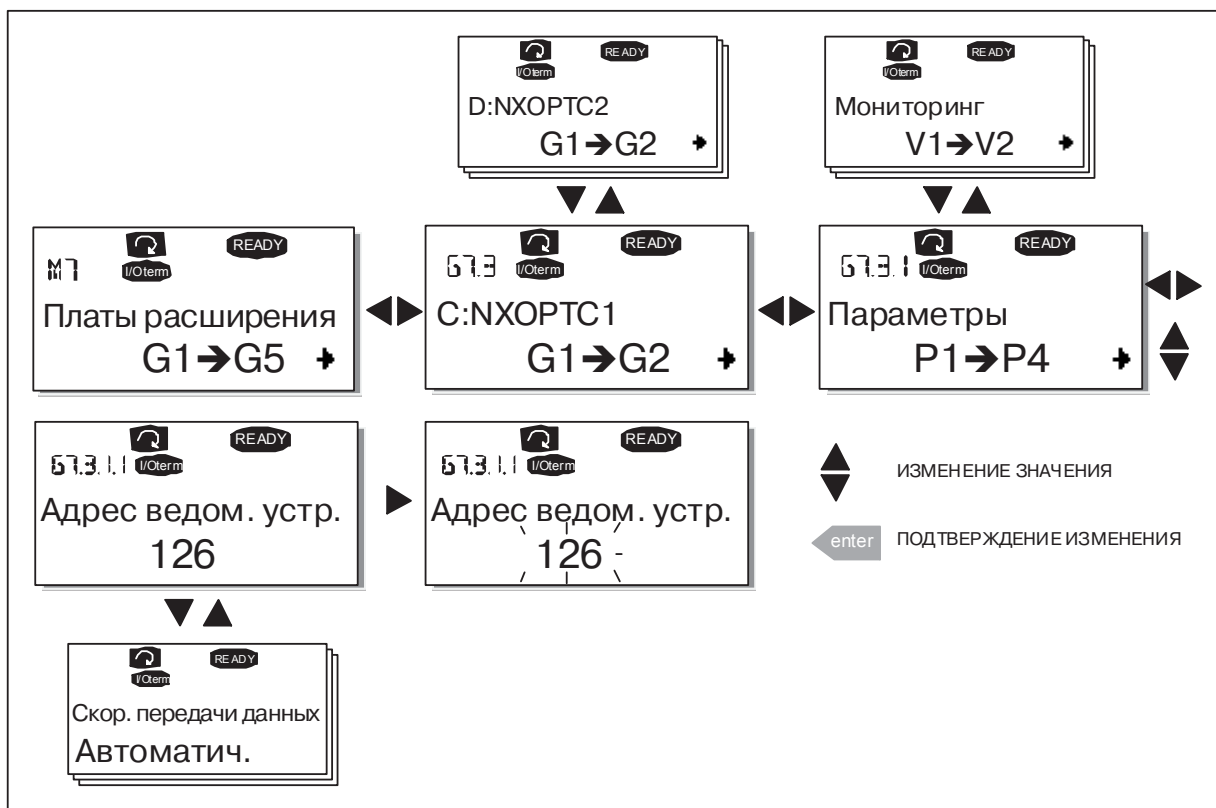 READY
I/Oterm
D:NXOPTC2
G1➔G2
READY
I/Oterm
Мониторинг
V1➔V2
READY
M7 I/Oterm
Платы расширения
G1➔G5
READY
G7.3 I/Oterm
C:NXOPTC1
G1➔G2
READY
G7.3.1 I/Oterm
Параметры
P1➔P4
READY
G7.3.1.1 I/Oterm
Адрес ведом. устр.
126
READY
G7.3.1.1 I/Oterm
Адрес ведом. устр.
126
ИЗМЕНЕНИЕ ЗНАЧЕНИЯ
enter ПОДТВЕРЖДЕНИЕ ИЗМЕНЕНИЯ
READY
I/Oterm
Скор. передачи данных
Автоматич.